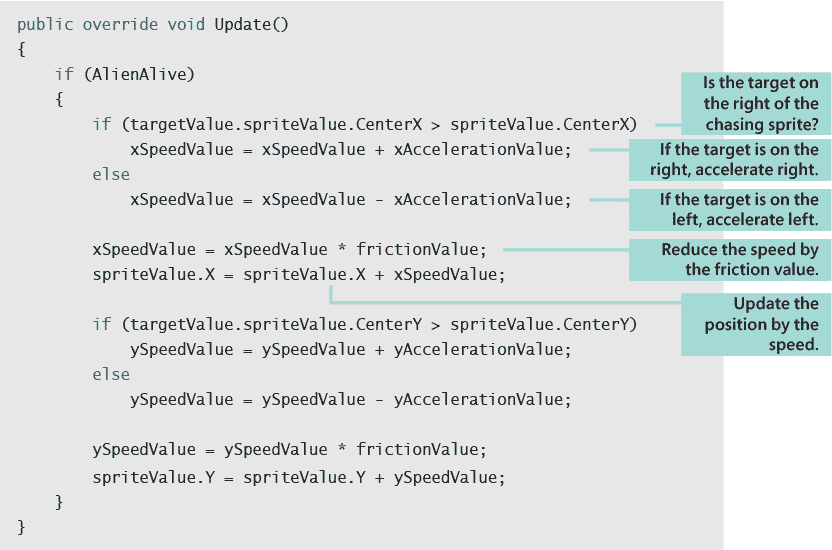 public override void Update()
{
    if (AlienAlive)
    {
        if (targetValue.spriteValue.CenterX > spriteValue.CenterX)
            xSpeedValue = xSpeedValue + xAccelerationValue;
        else
            xSpeedValue = xSpeedValue - xAccelerationValue;

        xSpeedValue = xSpeedValue * frictionValue;
        spriteValue.X = spriteValue.X + xSpeedValue;

        if (targetValue.spriteValue.CenterY > spriteValue.CenterY)
            ySpeedValue = ySpeedValue + yAccelerationValue;
        else
            ySpeedValue = ySpeedValue - yAccelerationValue;

        ySpeedValue = ySpeedValue * frictionValue;
        spriteValue.Y = spriteValue.Y + ySpeedValue;
    }
}
Is the target on
the right of the
chasing sprite?
If the target is on the
right, accelerate right.
If the target is on the
left, accelerate left.
Reduce the speed by
the friction value.
Update the
position by the
speed.